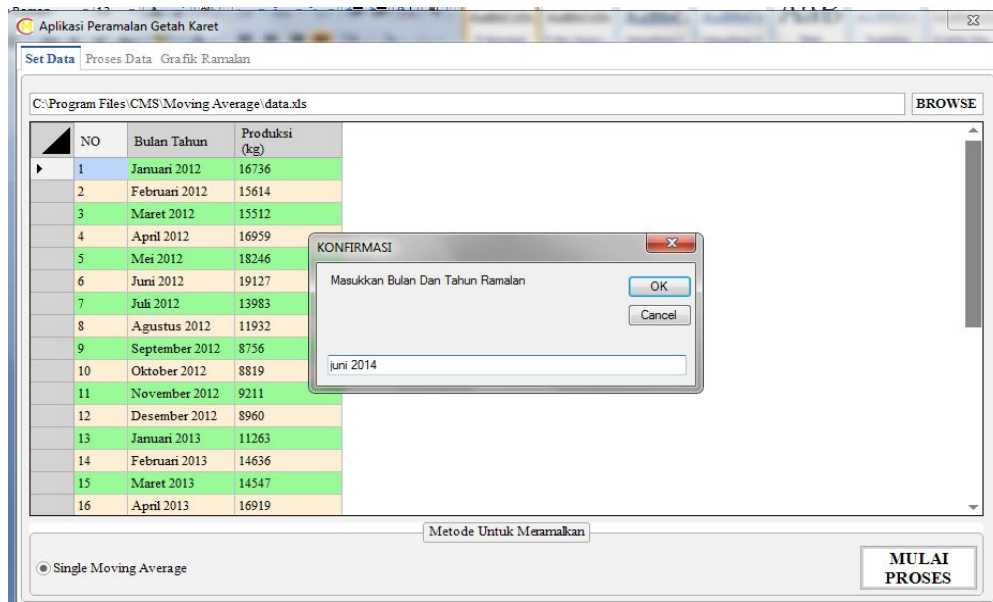 Aplikasi Peramalan Getah Karet
Set Data Proses Data Grafik Ramalan
C:\Program Files\CMS\Moving Average\data.xls BROWSE
NO Bulan Tahun Produksi (kg)
1 Januari 2012 16736
2 Februari 2012 15614
3 Maret 2012 15512
4 April 2012 16959
5 Mei 2012 18246
6 Juni 2012 19127
7 Juli 2012 13983
8 Agustus 2012 11932
9 September 2012 8756
10 Oktober 2012 8819
11 November 2012 9211
12 Desember 2012 8960
13 Januari 2013 11263
14 Februari 2013 14636
15 Maret 2013 14547
16 April 2013 16919
KONFIRMASI
Masukkan Bulan Dan Tahun Ramalan
OK
Cancel
juni 2014
Metode Untuk Meramalkan
Single Moving Average
MULAI
PROSES